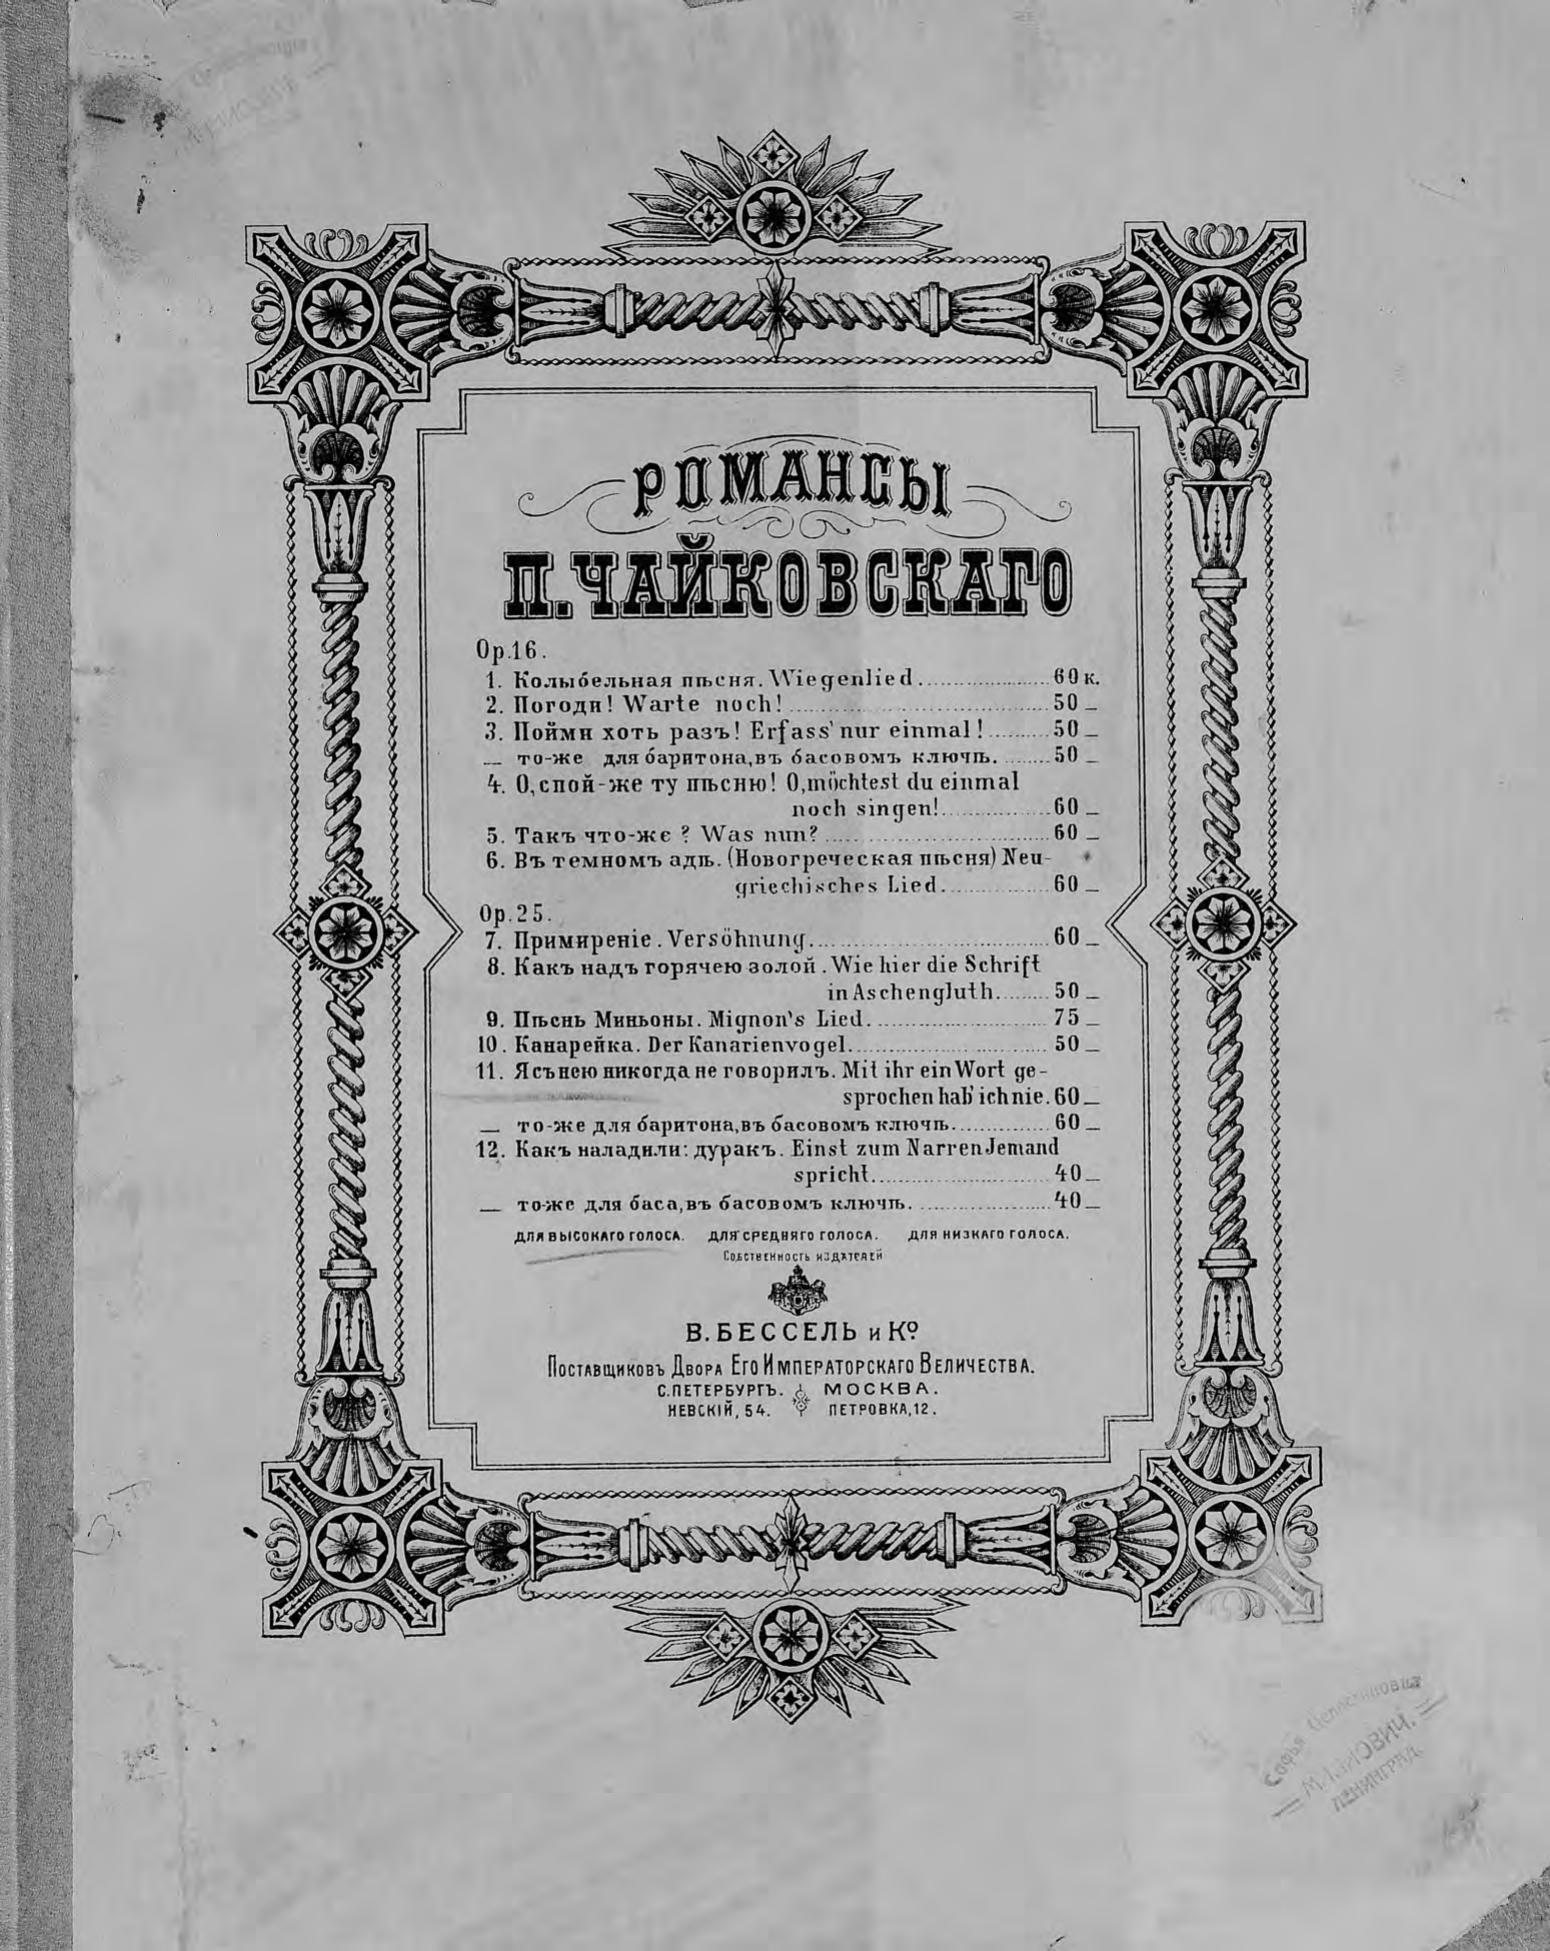 РОМАНСЫ
П. ЧАЙКОВСКАГО
Op. 16.
1. Колыбельная пѣсня. Wiegenlied . . . . . 60 к.
2. Погоди! Warte noch! . . . . . 50 —
3. Пойми хоть разъ! Erfass' nur einmal! . . . . . 50 —
— то-же для баритона, въ басовомъ ключѣ. . . . . . 50 —
4. О, спой-же ту пѣсню! O, möchtest du einmal
noch singen! . . . . . 60 —
5. Такъ что-же? Was nun? . . . . . 60 —
6. Въ темномъ адѣ. (Новогреческая пѣсня) Neu-
griechisches Lied. . . . . . 60 —
Op. 25.
7. Примиреніе. Versöhnung. . . . . . 60 —
8. Какъ надъ горячею золой. Wie hier die Schrift
in Aschengluth. . . . . . 50 —
9. Пѣснь Миньоны. Mignon's Lied. . . . . . 75 —
10. Канарейка. Der Kanarienvogel. . . . . . 50 —
11. Я съ нею никогда не говорилъ. Mit ihr ein Wort ge-
sprochen hab' ich nie. 60 —
— то-же для баритона, въ басовомъ ключѣ. . . . . . 60 —
12. Какъ наладили: дуракъ. Einst zum Narren Jemand
spricht. . . . . . 40 —
— то-же для баса, въ басовомъ ключѣ. . . . . . 40 —
ДЛЯ ВЫСОКАГО ГОЛОСА. ДЛЯ СРЕДНЯГО ГОЛОСА. ДЛЯ НИЗКАГО ГОЛОСА.
Собственность издателей
В. БЕССЕЛЬ и Кº
Поставщиковъ Двора Его Императорскаго Величества.
С. ПЕТЕРБУРГЪ. МОСКВА.
НЕВСКІЙ, 54. ПЕТРОВКА, 12.
Софья
ЛЕНИНГРАД.